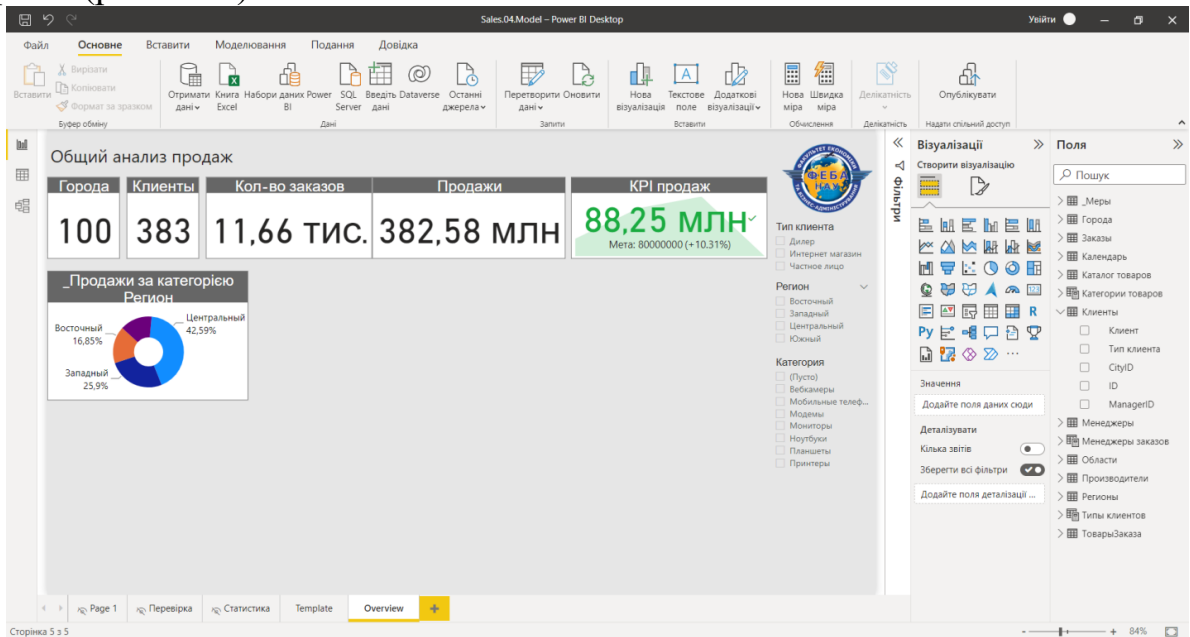 Sales.04.Model – Power BI Desktop
Увійти
Файл Основне Вставити Моделювання Подання Довідка
Вставити
Вирізати
Копіювати
Формат за зразком
Буфер обміну
Отримати дані
Книга Excel
Набори даних Power BI
SQL Server
Введіть дані
Dataverse
Останні джерела
Дані
Перетворити дані
Оновити
Запити
Нова візуалізація
Текстове поле
Додаткові візуалізації
Вставити
Нова міра
Швидка міра
Обчислення
Делікатність
Делікатність
Опублікувати
Надати спільний доступ
Общий анализ продаж
Города
100
Клиенты
383
Кол-во заказов
11,66 тис.
Продажи
382,58 млн
KPI продаж
88,25 млн
Мета: 80000000 (+10.31%)
_Продажи за категорією
Регион
Центральный
42,59%
Восточный
16,85%
Западный
25,9%
ФЕБА
НАУ
Тип клиента
Дилер
Интернет магазин
Частное лицо
Регион
Восточный
Западный
Центральный
Южный
Категория
(Пусто)
Вебкамеры
Мобильные телеф...
Модемы
Мониторы
Ноутбуки
Планшеты
Принтеры
Фільтри
Візуалізації
Створити візуалізацію
123
R
Py
Значення
Додайте поля даних сюди
Деталізувати
Кілька звітів
Зберегти всі фільтри
Додайте поля деталізації ...
Поля
Пошук
_Меры
Города
Заказы
Календарь
Каталог товаров
Категории товаров
Клиенты
Клиент
Тип клиента
CityID
ID
ManagerID
Менеджеры
Менеджеры заказов
Области
Производители
Регионы
Типы клиентов
ТоварыЗаказа
Page 1 Перевірка Статистика Template Overview +
Сторінка 5 з 5
- + 84%